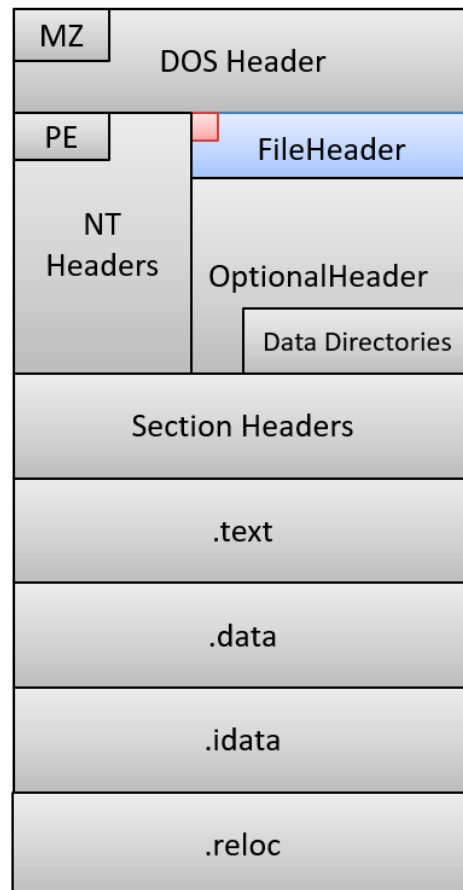 MZ
DOS Header
PE
FileHeader
NT
Headers
OptionalHeader
Data Directories
Section Headers
.text
.data
.idata
.reloc